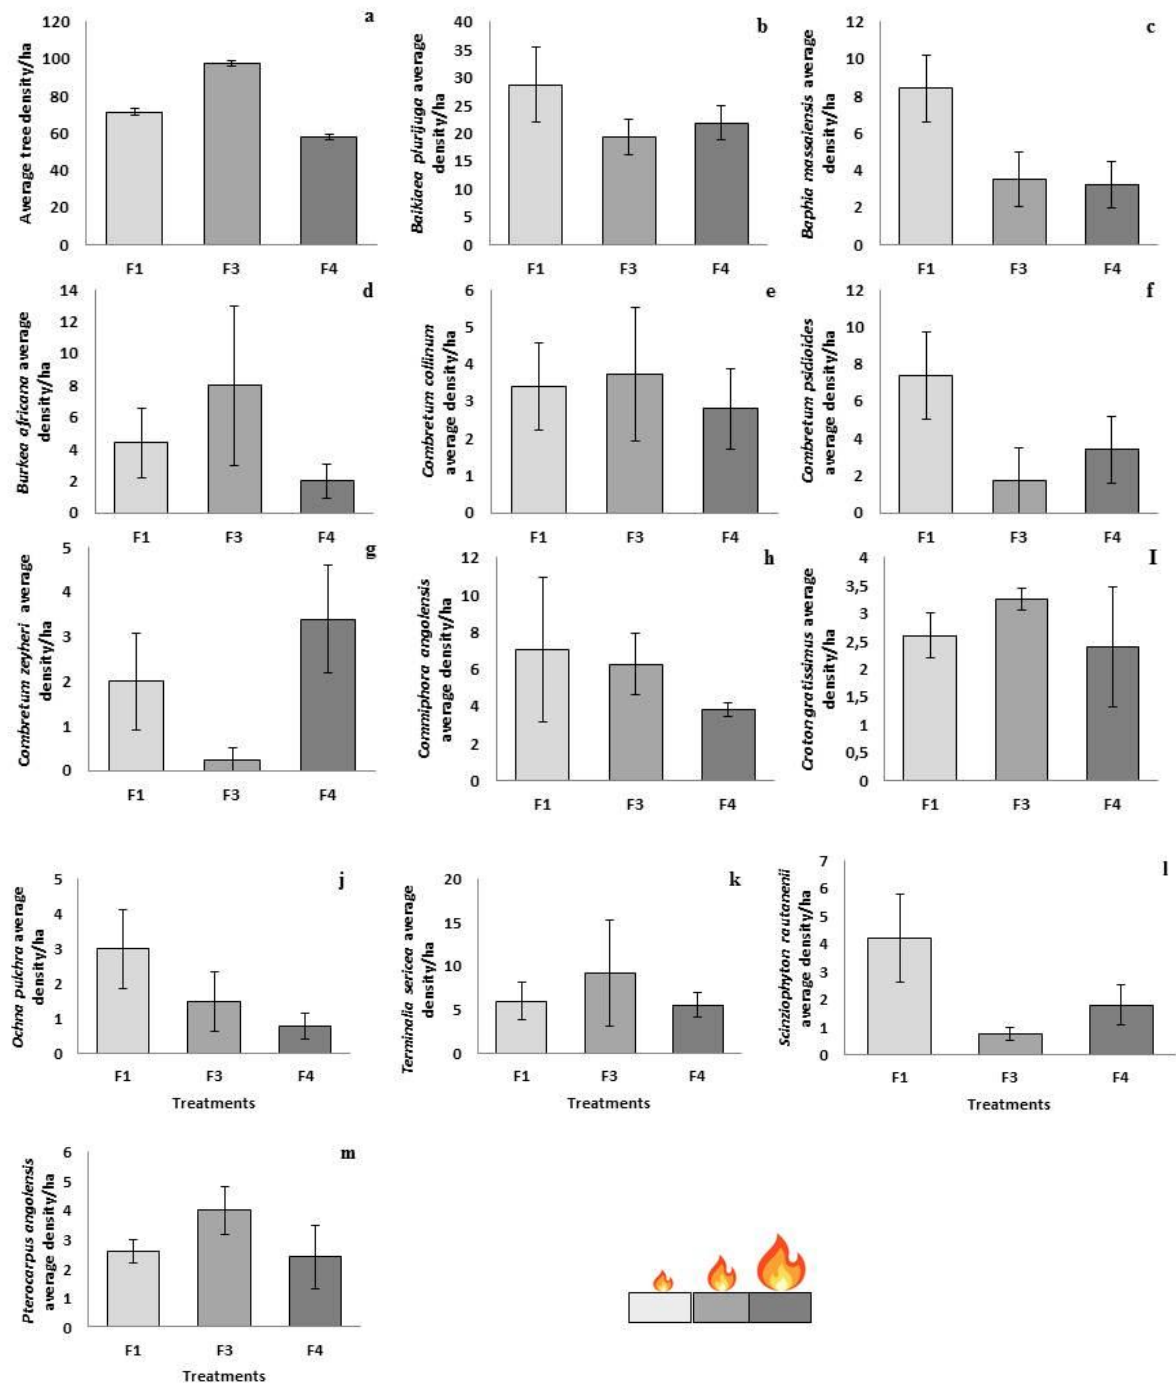 a
Average tree density/ha
120
100
80
60
40
20
0
F1 F3 F4
b
Baikiaea plurijuga average
density/ha
40
35
30
25
20
15
10
5
0
F1 F3 F4
c
Baphia massaiensis average
density/ha
12
10
8
6
4
2
0
F1 F3 F4
d
Burkea africana average
density/ha
14
12
10
8
6
4
2
0
F1 F3 F4
e
Combretum collinum
average density/ha
6
5
4
3
2
1
0
F1 F3 F4
f
Combretum psidioides
average density/ha
12
10
8
6
4
2
0
F1 F3 F4
g
Combretum zeyheri average
density/ha
5
4
3
2
1
0
F1 F3 F4
h
Commiphora angolensis
average density/ha
12
10
8
6
4
2
0
F1 F3 F4
I
Croton gratissimus average
density/ha
4
3,5
3
2,5
2
1,5
1
0,5
0
F1 F3 F4
j
Ochna pulchra average
density/ha
5
4
3
2
1
0
F1 F3 F4
Treatments
k
Terminalia sericea average
density/ha
20
15
10
5
0
F1 F3 F4
Treatments
l
Scinziophyton rautanenii
average density/ha
7
6
5
4
3
2
1
0
F1 F3 F4
Treatments
m
Pterocarpus angolensis
average density/ha
6
5
4
3
2
1
0
F1 F3 F4
Treatments